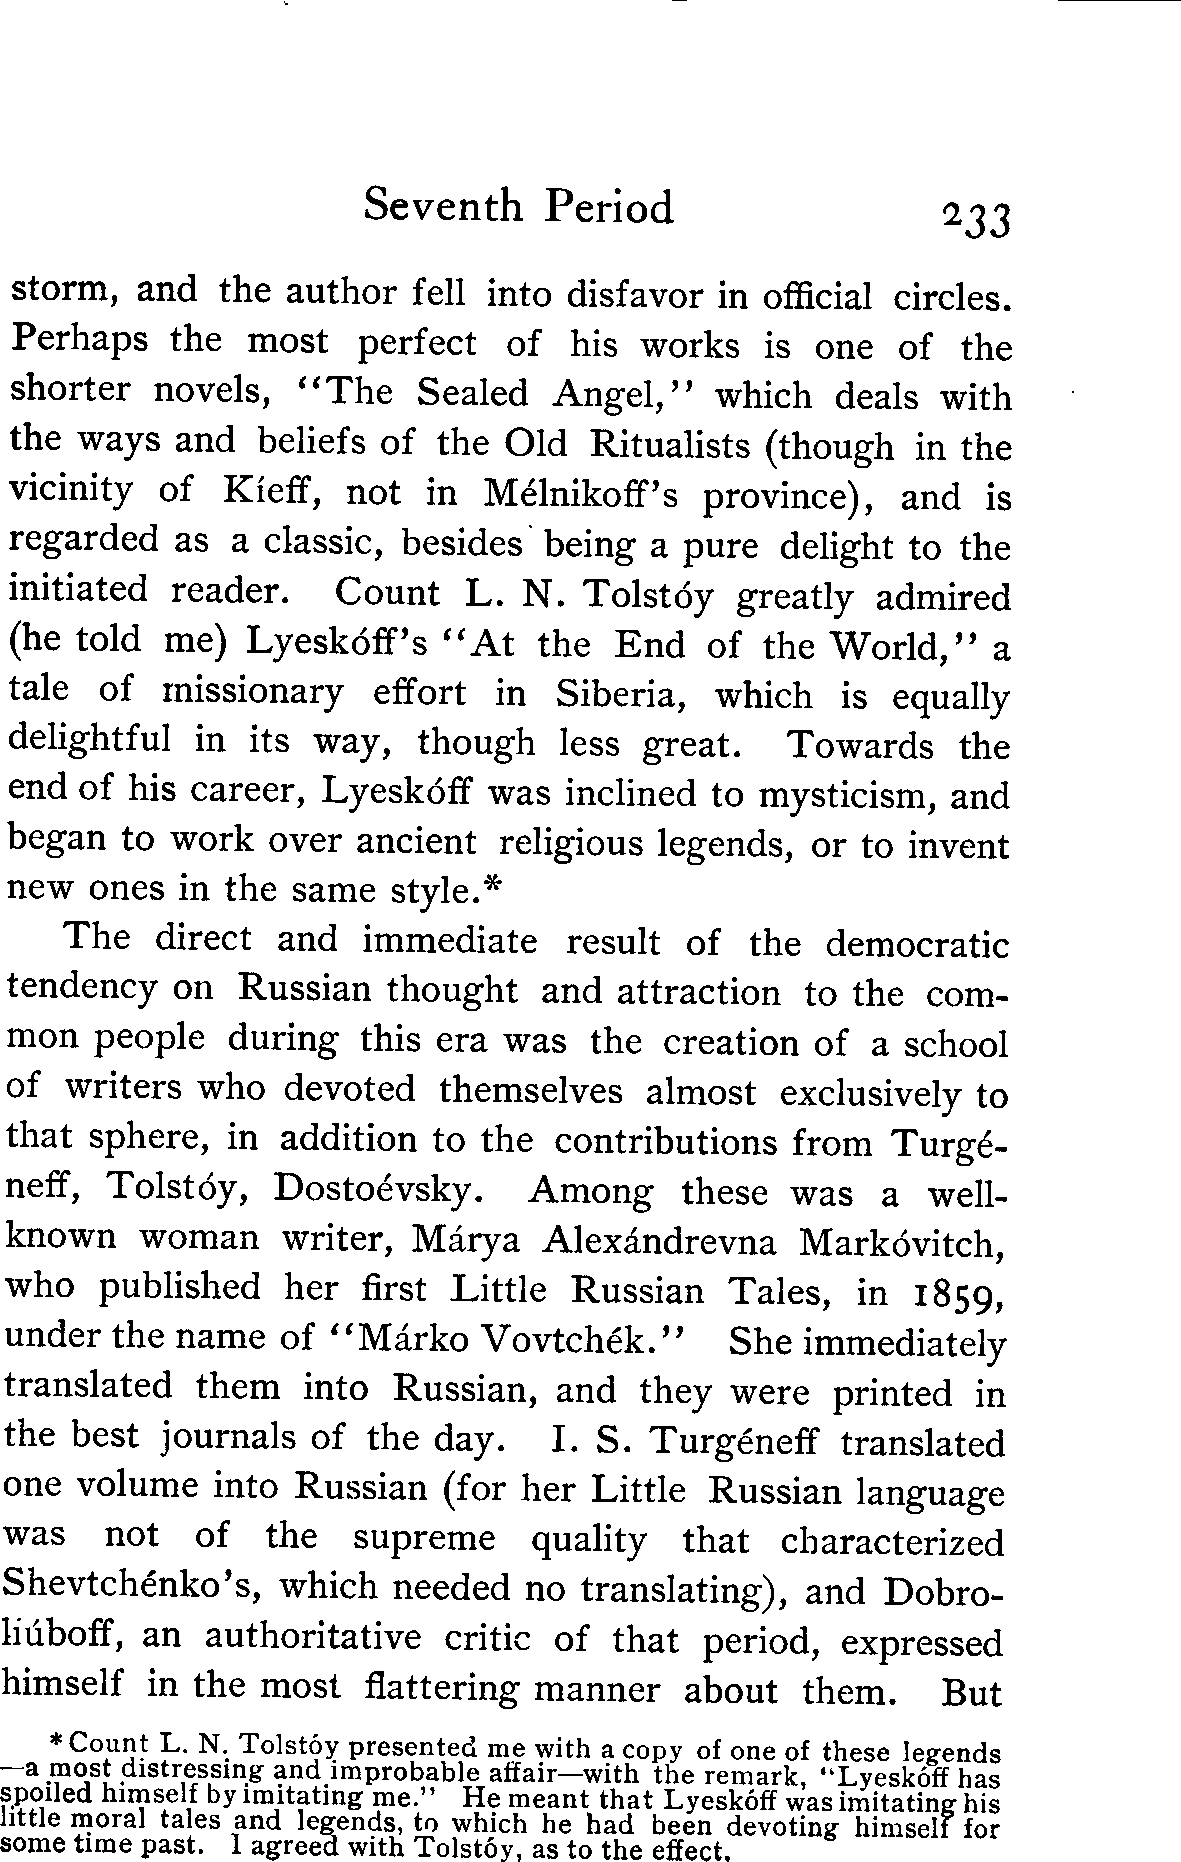 Seventh Period 233
storm, and the author fell into disfavor in official circles.
Perhaps the most perfect of his works is one of the
shorter novels, "The Sealed Angel," which deals with
the ways and beliefs of the Old Ritualists (though in the
vicinity of Kíeff, not in Mélnikoff's province), and is
regarded as a classic, besides being a pure delight to the
initiated reader. Count L. N. Tolstóy greatly admired
(he told me) Lyeskóff's "At the End of the World," a
tale of missionary effort in Siberia, which is equally
delightful in its way, though less great. Towards the
end of his career, Lyeskóff was inclined to mysticism, and
began to work over ancient religious legends, or to invent
new ones in the same style.*
The direct and immediate result of the democratic
tendency on Russian thought and attraction to the com-
mon people during this era was the creation of a school
of writers who devoted themselves almost exclusively to
that sphere, in addition to the contributions from Turgé-
neff, Tolstóy, Dostoévsky. Among these was a well-
known woman writer, Márya Alexándrevna Markóvitch,
who published her first Little Russian Tales, in 1859,
under the name of "Márko Vovtchék." She immediately
translated them into Russian, and they were printed in
the best journals of the day. I. S. Turgéneff translated
one volume into Russian (for her Little Russian language
was not of the supreme quality that characterized
Shevtchénko's, which needed no translating), and Dobro-
liúboff, an authoritative critic of that period, expressed
himself in the most flattering manner about them. But
*Count L. N. Tolstóy presented me with a copy of one of these legends
—a most distressing and improbable affair—with the remark, "Lyeskóff has
spoiled himself by imitating me." He meant that Lyeskóff was imitating his
little moral tales and legends, to which he had been devoting himself for
some time past. I agreed with Tolstóy, as to the effect.